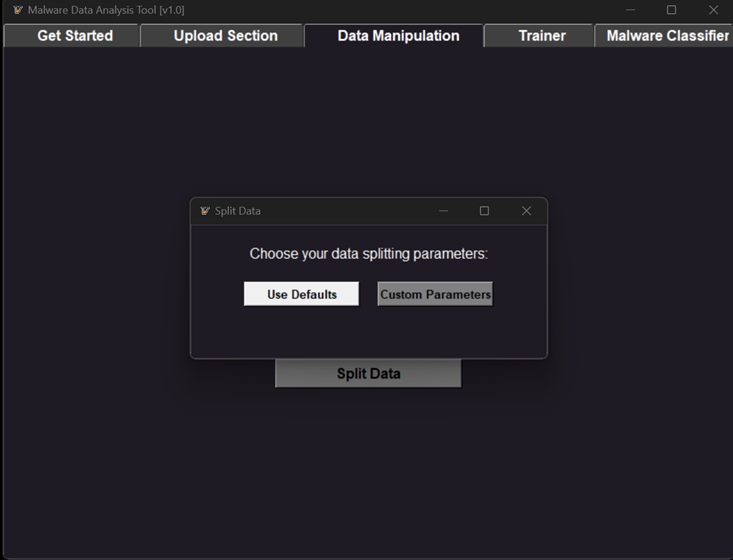 Malware Data Analysis Tool [v1.0]
Get Started
Upload Section
Data Manipulation
Trainer
Malware Classifier
Split Data
Choose your data splitting parameters:
Use Defaults
Custom Parameters
Split Data